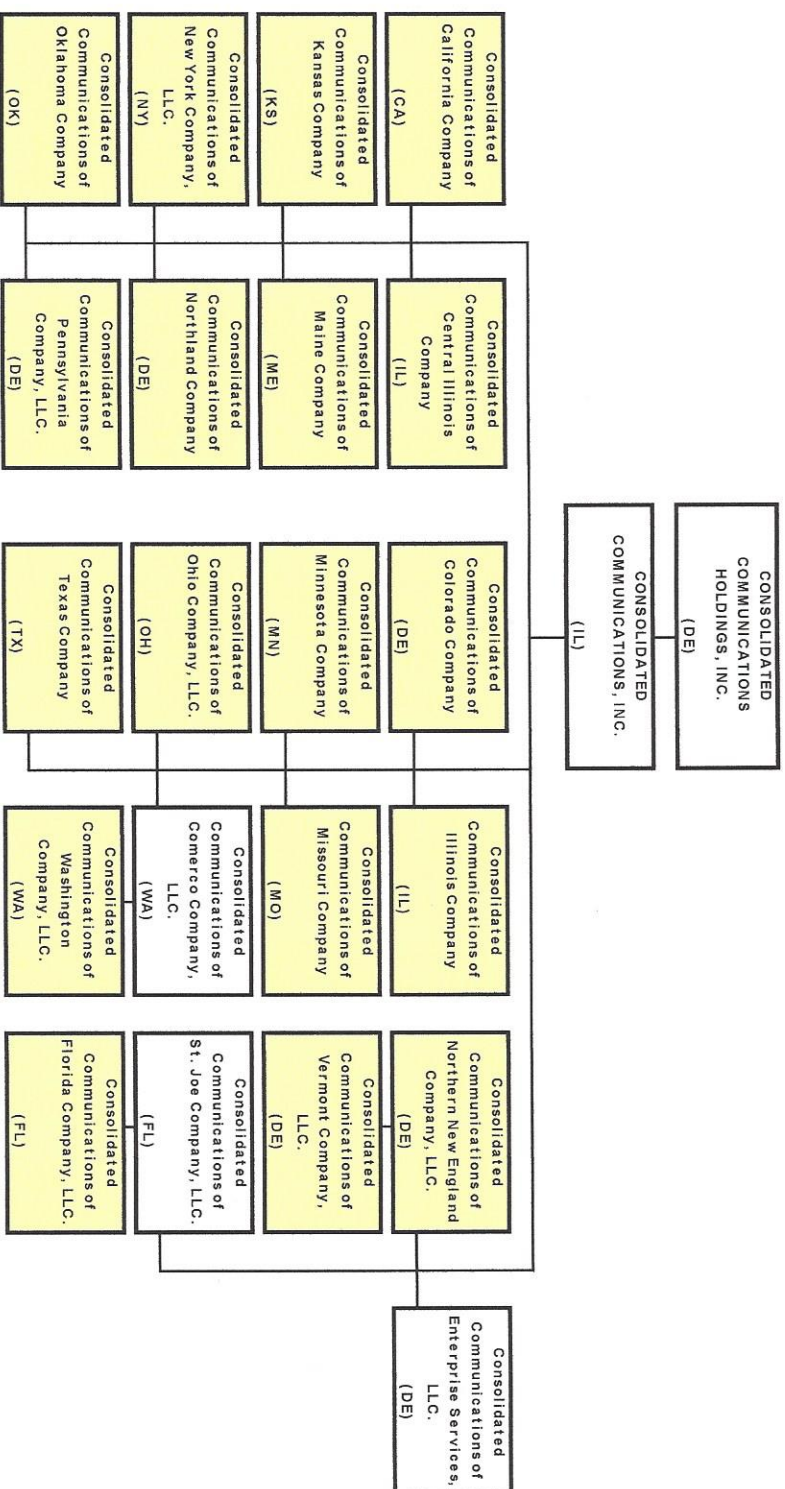 CONSOLIDATED
COMMUNICATIONS
HOLDINGS, INC.
(DE)
CONSOLIDATED
COMMUNICATIONS, INC.
(IL)
Consolidated
Communications of
California Company
(CA)
Consolidated
Communications of
Central Illinois
Company
(IL)
Consolidated
Communications of
Colorado Company
(DE)
Consolidated
Communications of
Illinois Company
(IL)
Consolidated
Communications of
Northern New England
Company, LLC.
(DE)
Consolidated
Communications of
Enterprise Services,
LLC.
(DE)
Consolidated
Communications of
Kansas Company
(KS)
Consolidated
Communications of
Maine Company
(ME)
Consolidated
Communications of
Minnesota Company
(MN)
Consolidated
Communications of
Missouri Company
(MO)
Consolidated
Communications of
Vermont Company,
LLC.
(DE)
Consolidated
Communications of
New York Company,
LLC.
(NY)
Consolidated
Communications of
Northland Company
(DE)
Consolidated
Communications of
Ohio Company, LLC.
(OH)
Consolidated
Communications of
Comerco Company,
LLC.
(WA)
Consolidated
Communications of
St. Joe Company, LLC.
(FL)
Consolidated
Communications of
Oklahoma Company
(OK)
Consolidated
Communications of
Pennsylvania
Company, LLC.
(DE)
Consolidated
Communications of
Texas Company
(TX)
Consolidated
Communications of
Washington
Company, LLC.
(WA)
Consolidated
Communications of
Florida Company, LLC.
(FL)